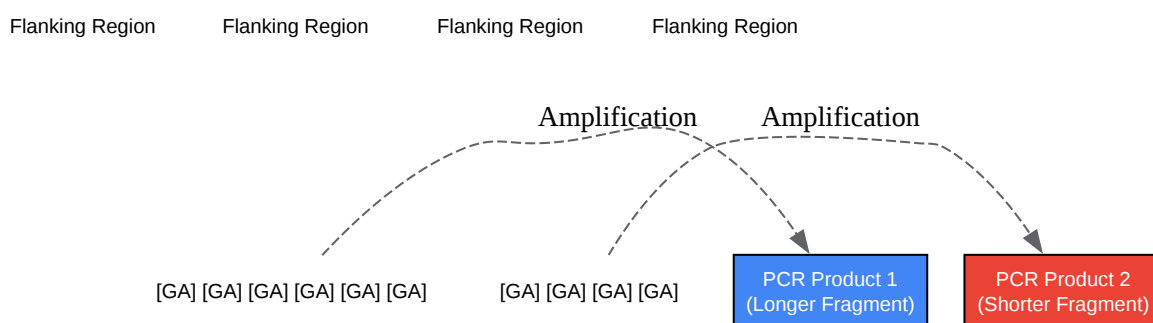 Flanking Region Flanking Region Flanking Region Flanking Region
Amplification Amplification
[GA] [GA] [GA] [GA] [GA] [GA] [GA] [GA] [GA] [GA]
PCR Product 1
(Longer Fragment)
PCR Product 2
(Shorter Fragment)